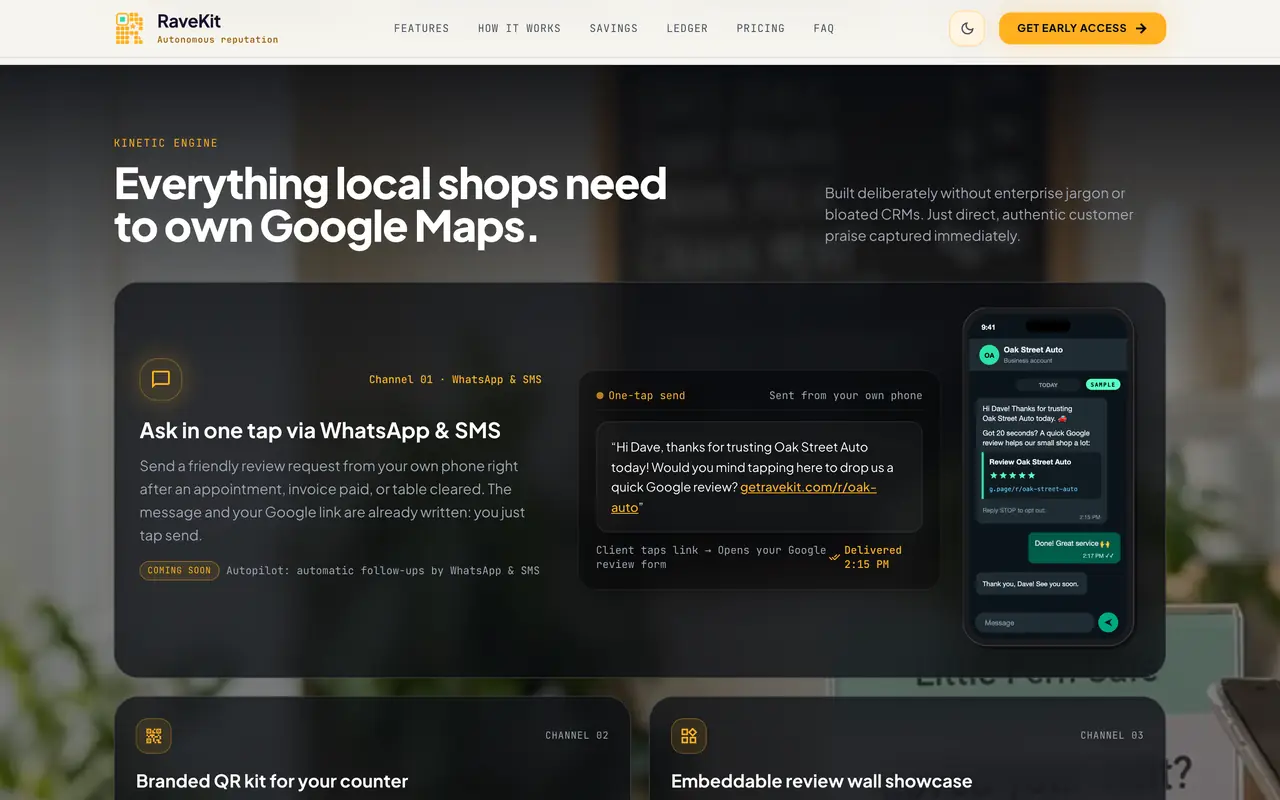 RaveKit
Autonomous reputation
FEATURES
HOW IT WORKS
SAVINGS
LEDGER
PRICING
FAQ
GET EARLY ACCESS →
KINETIC ENGINE
Everything local shops need
to own Google Maps.
Built deliberately without enterprise jargon or
bloated CRMs. Just direct, authentic customer
praise captured immediately.
Channel 01 · WhatsApp & SMS
Ask in one tap via WhatsApp & SMS
Send a friendly review request from your own phone right
after an appointment, invoice paid, or table cleared. The
message and your Google link are already written: you just
tap send.
COMING SOON
Autopilot: automatic follow-ups by WhatsApp & SMS
One-tap send
Sent from your own phone
“Hi Dave, thanks for trusting Oak Street Auto
today! Would you mind tapping here to drop us a
quick Google review? getravekit.com/r/oak-
auto”
Client taps link → Opens your Google
review form
Delivered
2:15 PM
9:41
OA
Oak Street Auto
Business account
TODAY
SAMPLE
Hi Dave! Thanks for trusting
Oak Street Auto today. 🚗
Got 20 seconds? A quick Google
review helps our small shop a lot:
Review Oak Street Auto
★★★★★
g.page/r/oak-street-auto
Reply STOP to opt out.
2:15 PM
Done! Great service 🙌
2:17 PM ✓✓
Thank you, Dave! See you soon.
Message
CHANNEL 02
Branded QR kit for your counter
CHANNEL 03
Embeddable review wall showcase